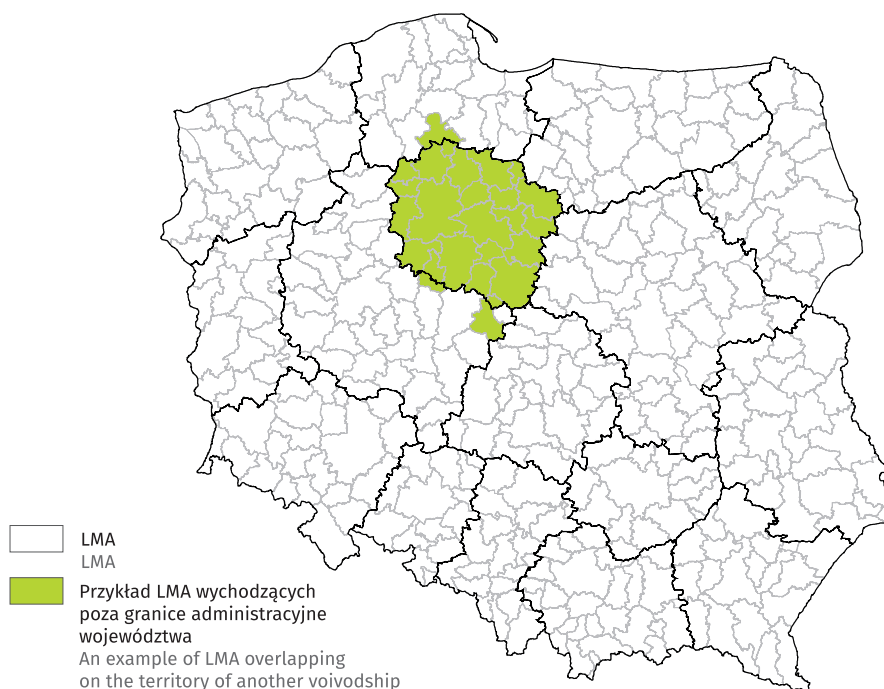 LMA
LMA
Przykład LMA wychodzących
poza granice administracyjne
województwa
An example of LMA overlapping
on the territory of another voivodship